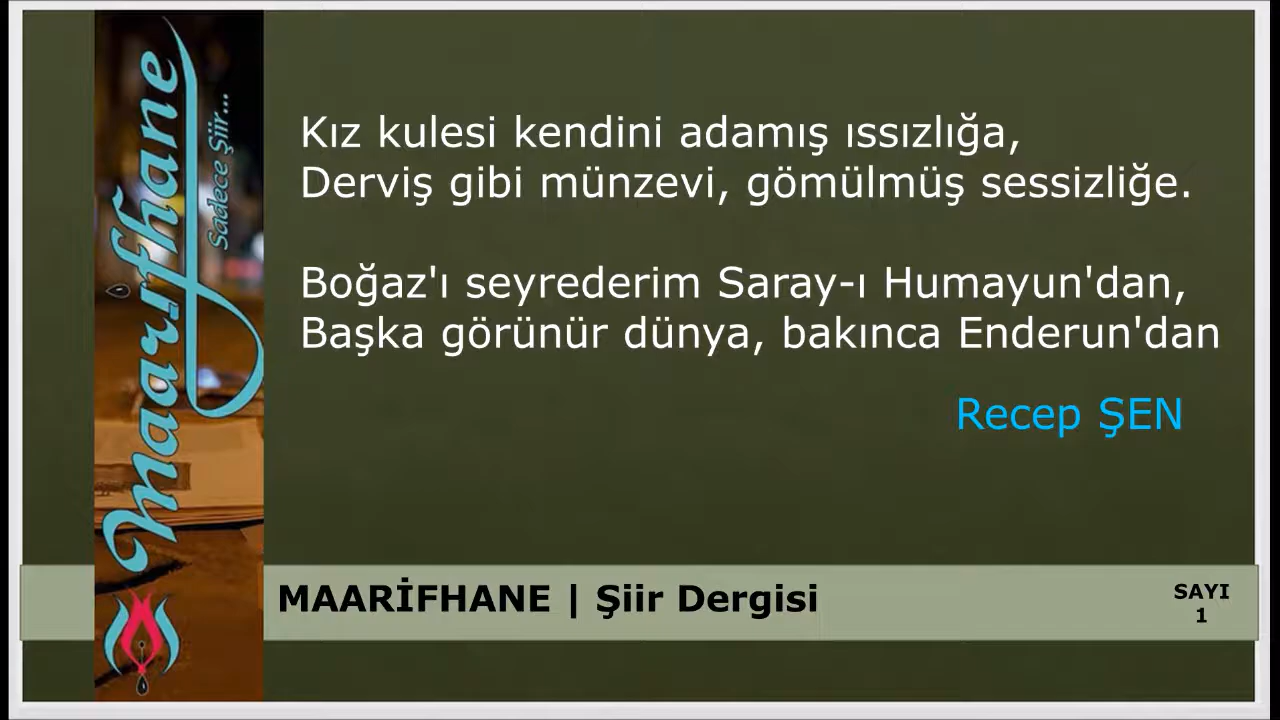 Maarifhane
Sadece Şiir...
Kız kulesi kendini adamış ıssızlığa,
Derviş gibi münzevi, gömülmüş sessizliğe.
Boğaz'ı seyrederim Saray-ı Humayun'dan,
Başka görünür dünya, bakınca Enderun'dan
Recep ŞEN
MAARİFHANE | Şiir Dergisi
SAYI
1